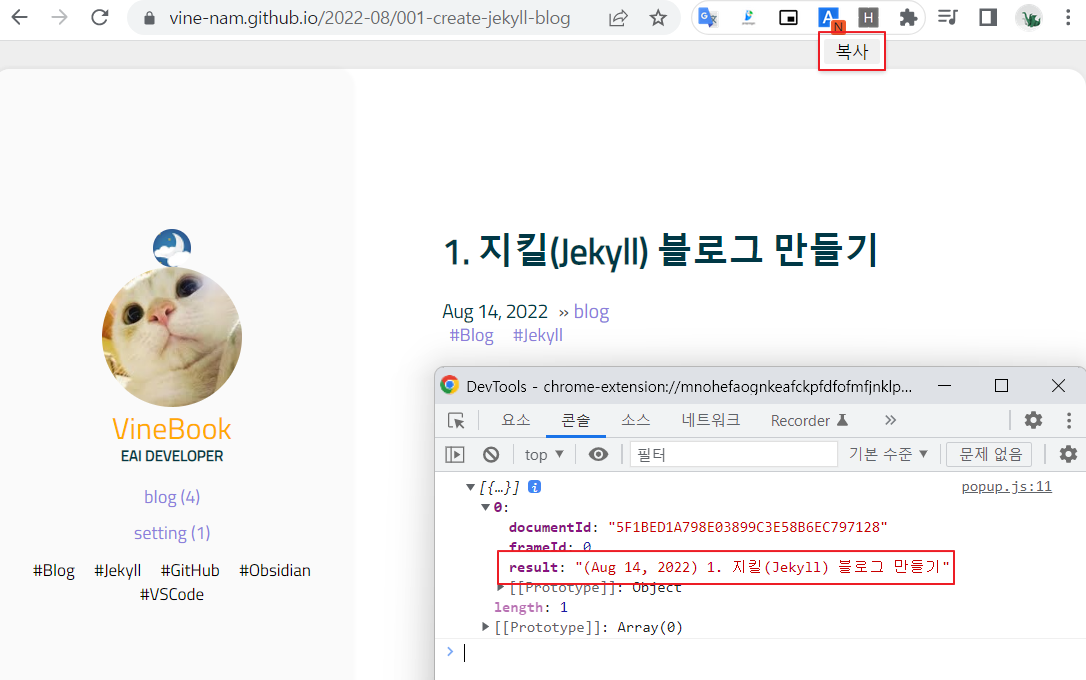 vine-nam.github.io/2022-08/001-create-jekyll-blog
A
N
H
복사
1. 지킬(Jekyll) 블로그 만들기
Aug 14, 2022 » blog
#Blog #Jekyll
VineBook
EAI DEVELOPER
blog (4)
setting (1)
#Blog #Jekyll #GitHub #Obsidian
#VSCode
DevTools - chrome-extension://mnohefaognkeafckpfdfofmfjnklp...
요소 콘솔 소스 네트워크 Recorder
top 필터 기본 수준 문제 없음
[{…}] popup.js:11
0:
documentId: "5F1BED1A798E03899C3E58B6EC797128"
frameId: 0
result: "(Aug 14, 2022) 1. 지킬(Jekyll) 블로그 만들기"
[[Prototype]]: Object
length: 1
[[Prototype]]: Array(0)